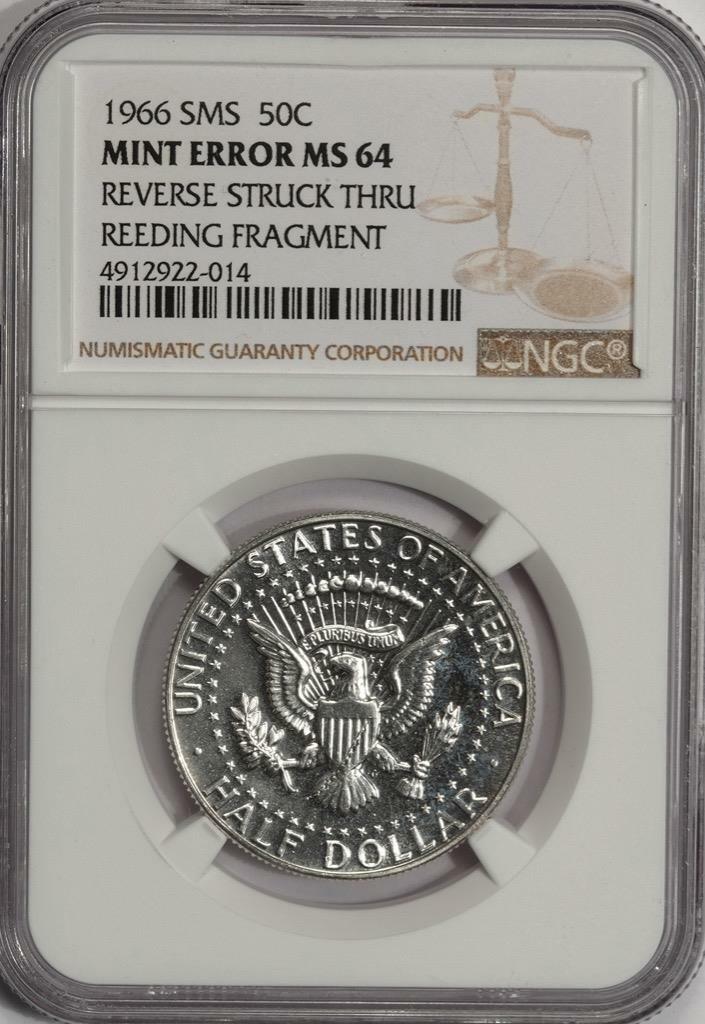 1966 SMS 50C
MINT ERROR MS 64
REVERSE STRUCK THRU
REEDING FRAGMENT
4912922-014
NUMISMATIC GUARANTY CORPORATION
NGC®
UNITED STATES OF AMERICA
E PLURIBUS UNUM
HALF DOLLAR